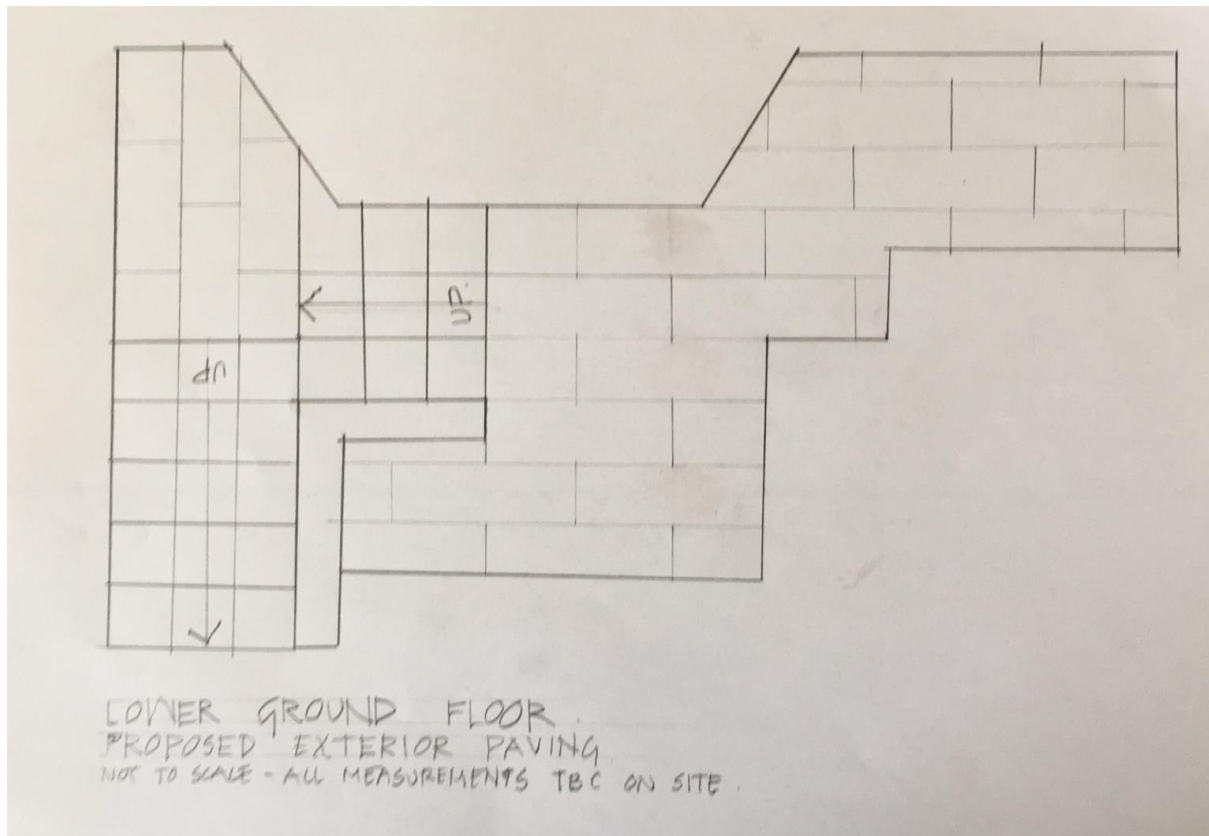 UP.
UP
LOWER GROUND FLOOR.
PROPOSED EXTERIOR PAVING
NOT TO SCALE - ALL MEASUREMENTS TBC ON SITE.